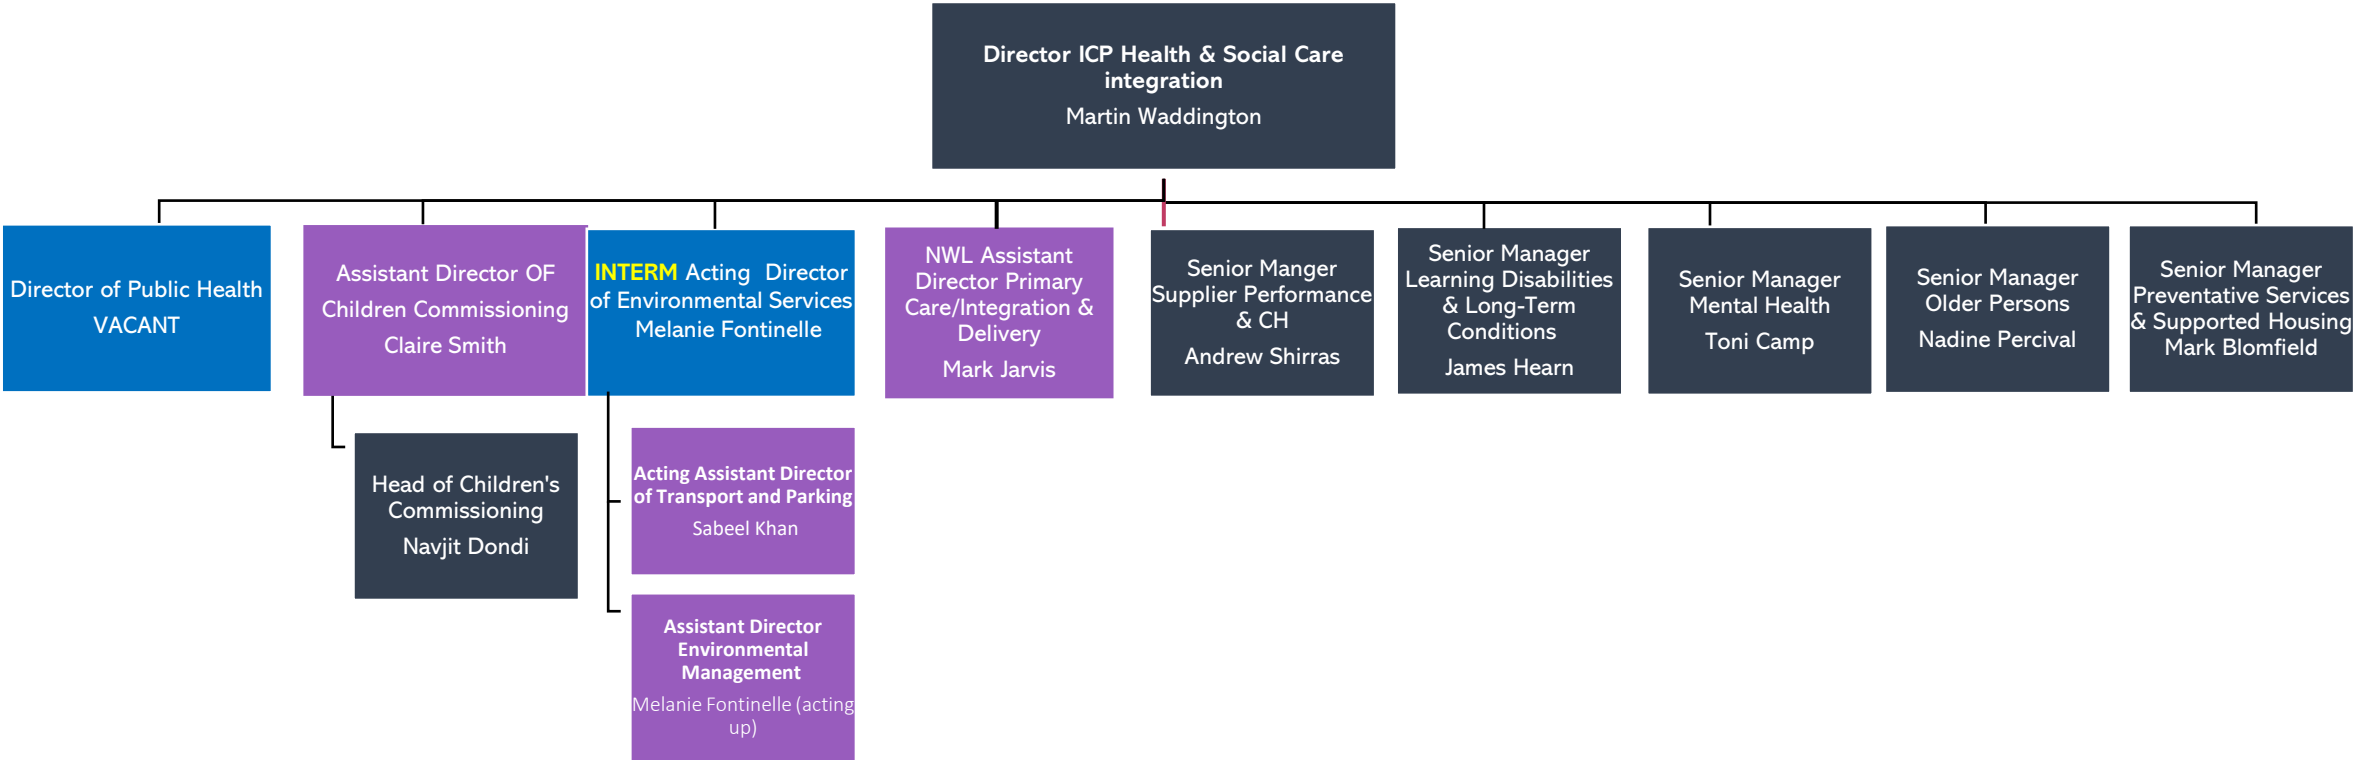 Director ICP Health & Social Care
integration
Martin Waddington
Director of Public Health
VACANT
Assistant Director OF
Children Commissioning
Claire Smith
INTERM Acting Director
of Environmental Services
Melanie Fontinelle
NWL Assistant
Director Primary
Care/Integration &
Delivery
Mark Jarvis
Senior Manger
Supplier Performance
& CH
Andrew Shirras
Senior Manager
Learning Disabilities
& Long-Term
Conditions
James Hearn
Senior Manager
Mental Health
Toni Camp
Senior Manager
Older Persons
Nadine Percival
Senior Manager
Preventative Services
& Supported Housing
Mark Blomfield
Head of Children's
Commissioning
Navjit Dondi
Acting Assistant Director
of Transport and Parking
Sabeel Khan
Assistant Director
Environmental
Management
Melanie Fontinelle (acting
up)